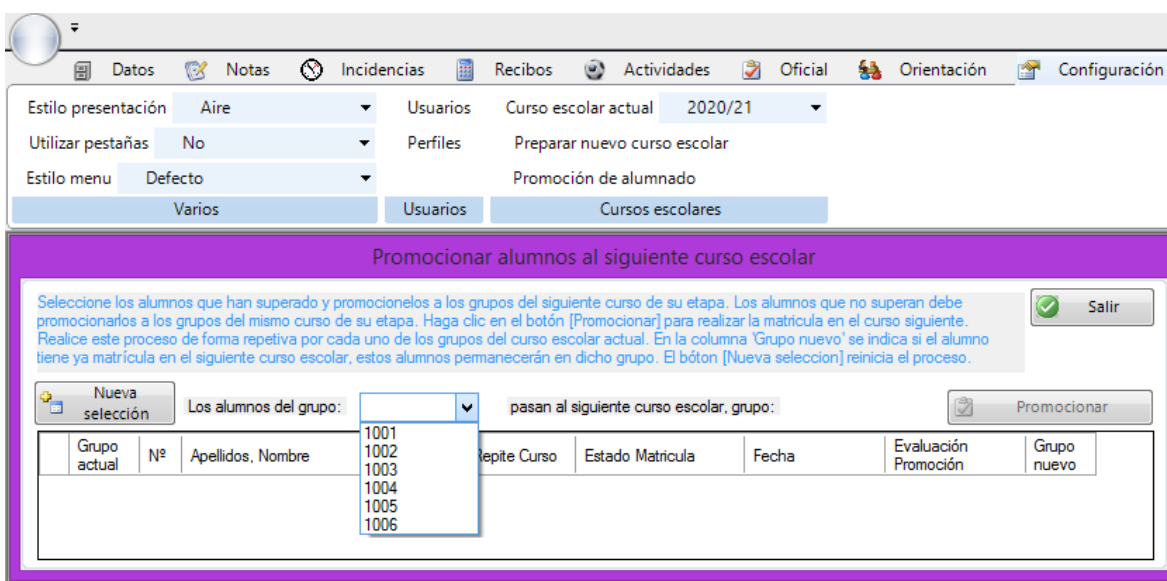 Datos Notas Incidencias Recibos Actividades Oficial Orientación Configuración
Estilo presentación Aire Usuarios Curso escolar actual 2020/21
Utilizar pestañas No Perfiles Preparar nuevo curso escolar
Estilo menu Defecto Promoción de alumnado
Varios Usuarios Cursos escolares
Promocionar alumnos al siguiente curso escolar
Seleccione los alumnos que han superado y promocionelos a los grupos del siguiente curso de su etapa. Los alumnos que no superan debe
promocionarlos a los grupos del mismo curso de su etapa. Haga clic en el botón [Promocionar] para realizar la matricula en el curso siguiente.
Realice este proceso de forma repetiva por cada uno de los grupos del curso escolar actual. En la columna 'Grupo nuevo' se indica si el alumno
tiene ya matrícula en el siguiente curso escolar, estos alumnos permanecerán en dicho grupo. El bóton [Nueva seleccion] reinicia el proceso.
Salir
Nueva
selección
Los alumnos del grupo: pasan al siguiente curso escolar, grupo: Promocionar
Grupo
actual
Nº Apellidos, Nombre Repite Curso Estado Matricula Fecha
Evaluación
Promoción
Grupo
nuevo
1001
1002
1003
1004
1005
1006